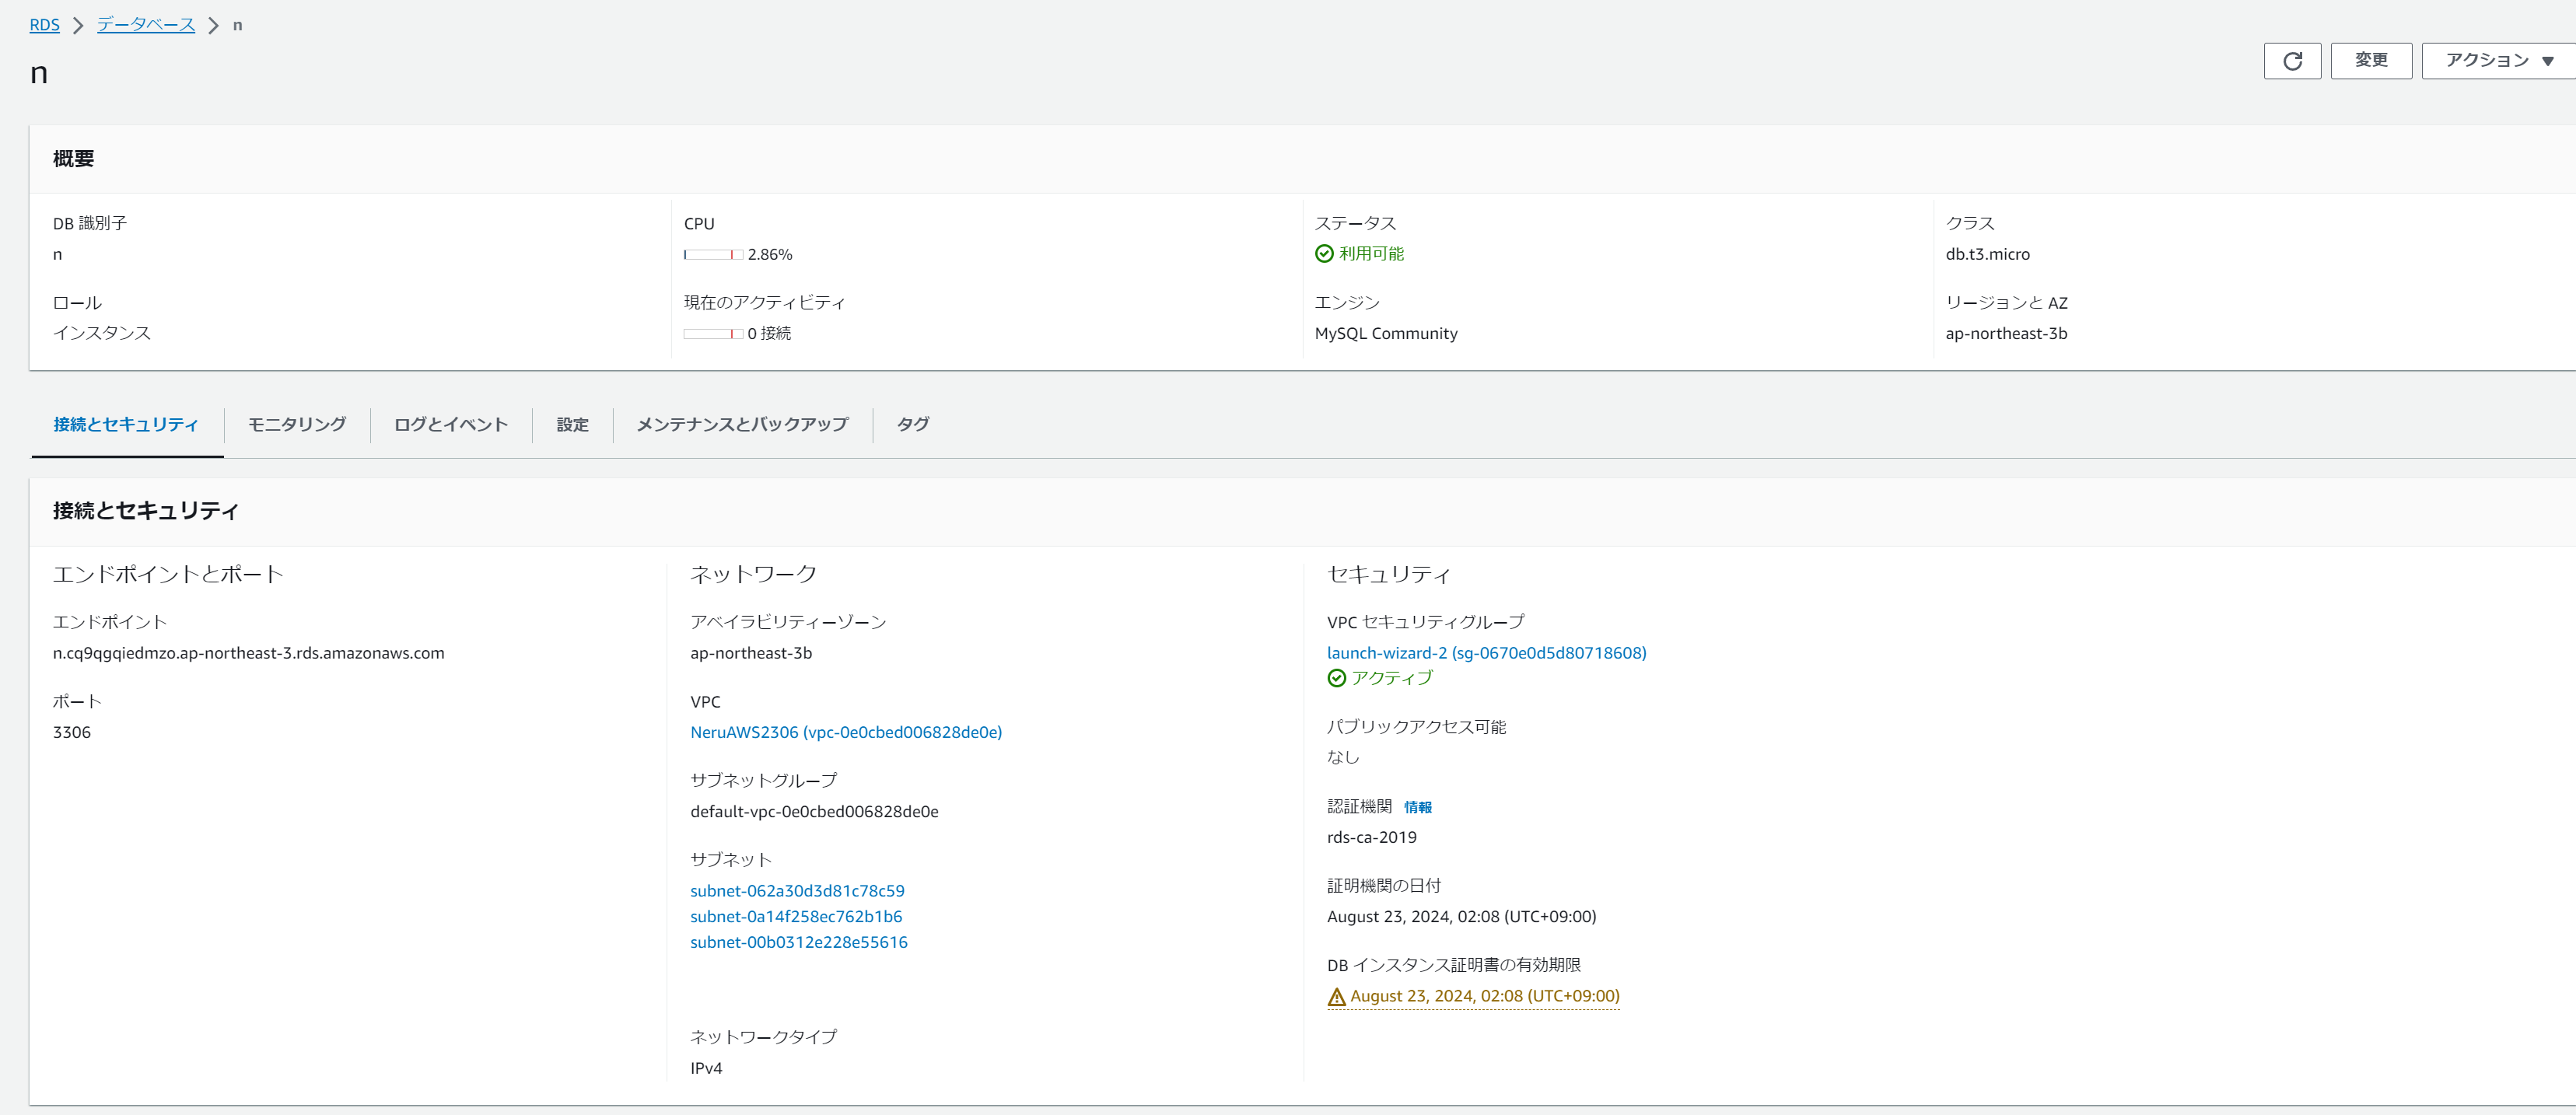 RDS > データベース > n
n
変更
アクション ▼
概要
DB 識別子
n
ロール
インスタンス
CPU
2.86%
現在のアクティビティ
0 接続
ステータス
利用可能
エンジン
MySQL Community
クラス
db.t3.micro
リージョンと AZ
ap-northeast-3b
接続とセキュリティ
モニタリング
ログとイベント
設定
メンテナンスとバックアップ
タグ
接続とセキュリティ
エンドポイントとポート
エンドポイント
n.cq9qgqiedmzo.ap-northeast-3.rds.amazonaws.com
ポート
3306
ネットワーク
アベイラビリティーゾーン
ap-northeast-3b
VPC
NeruAWS2306 (vpc-0e0cbed006828de0e)
サブネットグループ
default-vpc-0e0cbed006828de0e
サブネット
subnet-062a30d3d81c78c59
subnet-0a14f258ec762b1b6
subnet-00b0312e228e55616
ネットワークタイプ
IPv4
セキュリティ
VPC セキュリティグループ
launch-wizard-2 (sg-0670e0d5d80718608)
アクティブ
パブリックアクセス可能
なし
認証機関 情報
rds-ca-2019
証明機関の日付
August 23, 2024, 02:08 (UTC+09:00)
DB インスタンス証明書の有効期限
August 23, 2024, 02:08 (UTC+09:00)